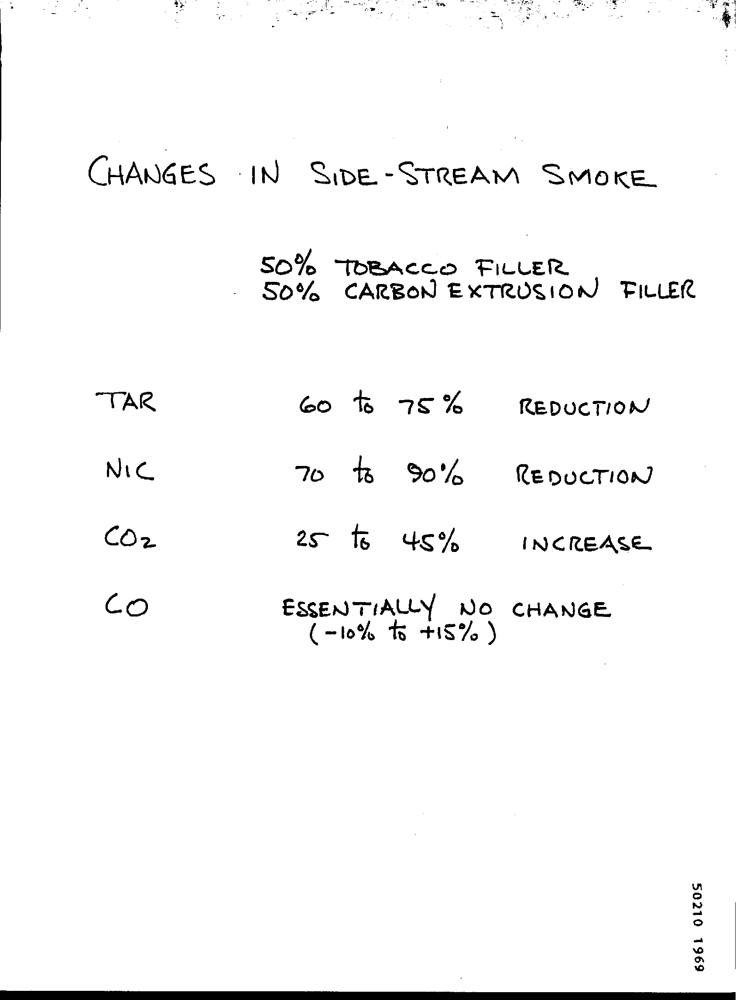 CHANGES IN SIDE-STREAM SMOKE
50% TOBACCO FILLER
50% CARBON EXTRUSION FILLER
TAR 60 to 75% REDUCTION
NIC 70 to 90% REDUCTION
CO2 25 to 45% INCREASE
CO ESSENTIALLY NO CHANGE
(-10% to +15%)
50210 1969